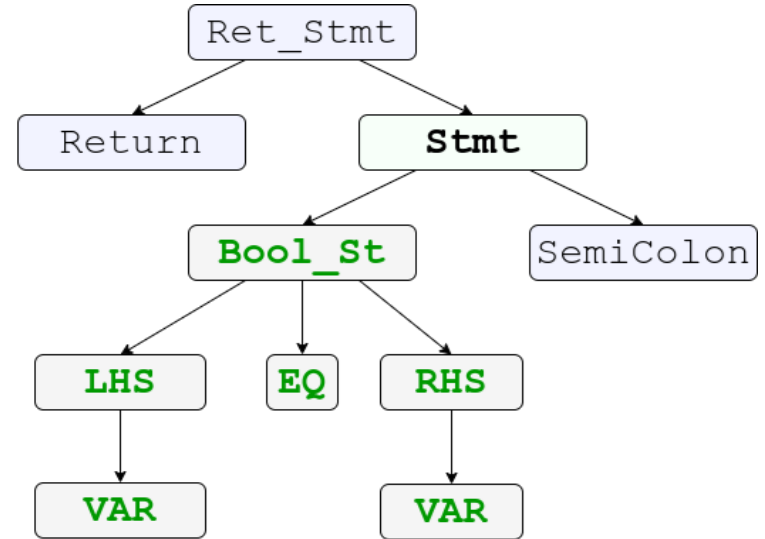 Ret_Stmt
Return
Stmt
Bool_St
SemiColon
LHS
EQ
RHS
VAR
VAR